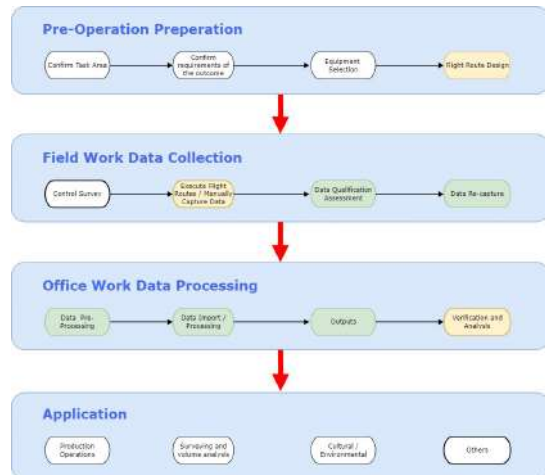 Pre-Operation Preperation
Confirm Task Area
Confirm
requirements of
the outcome
Equipment
Selection
Flight Route Design
Field Work Data Collection
Control Survey
Execute Flight
Routes / Manually
Capture Data
Data Qualification
Assessment
Data Re-capture
Office Work Data Processing
Data Pre-
Processing
Data Import /
Processing
Outputs
Verification and
Analysis
Application
Production
Operations
Surveying and
volume analysis
Cultural /
Environmental
Others